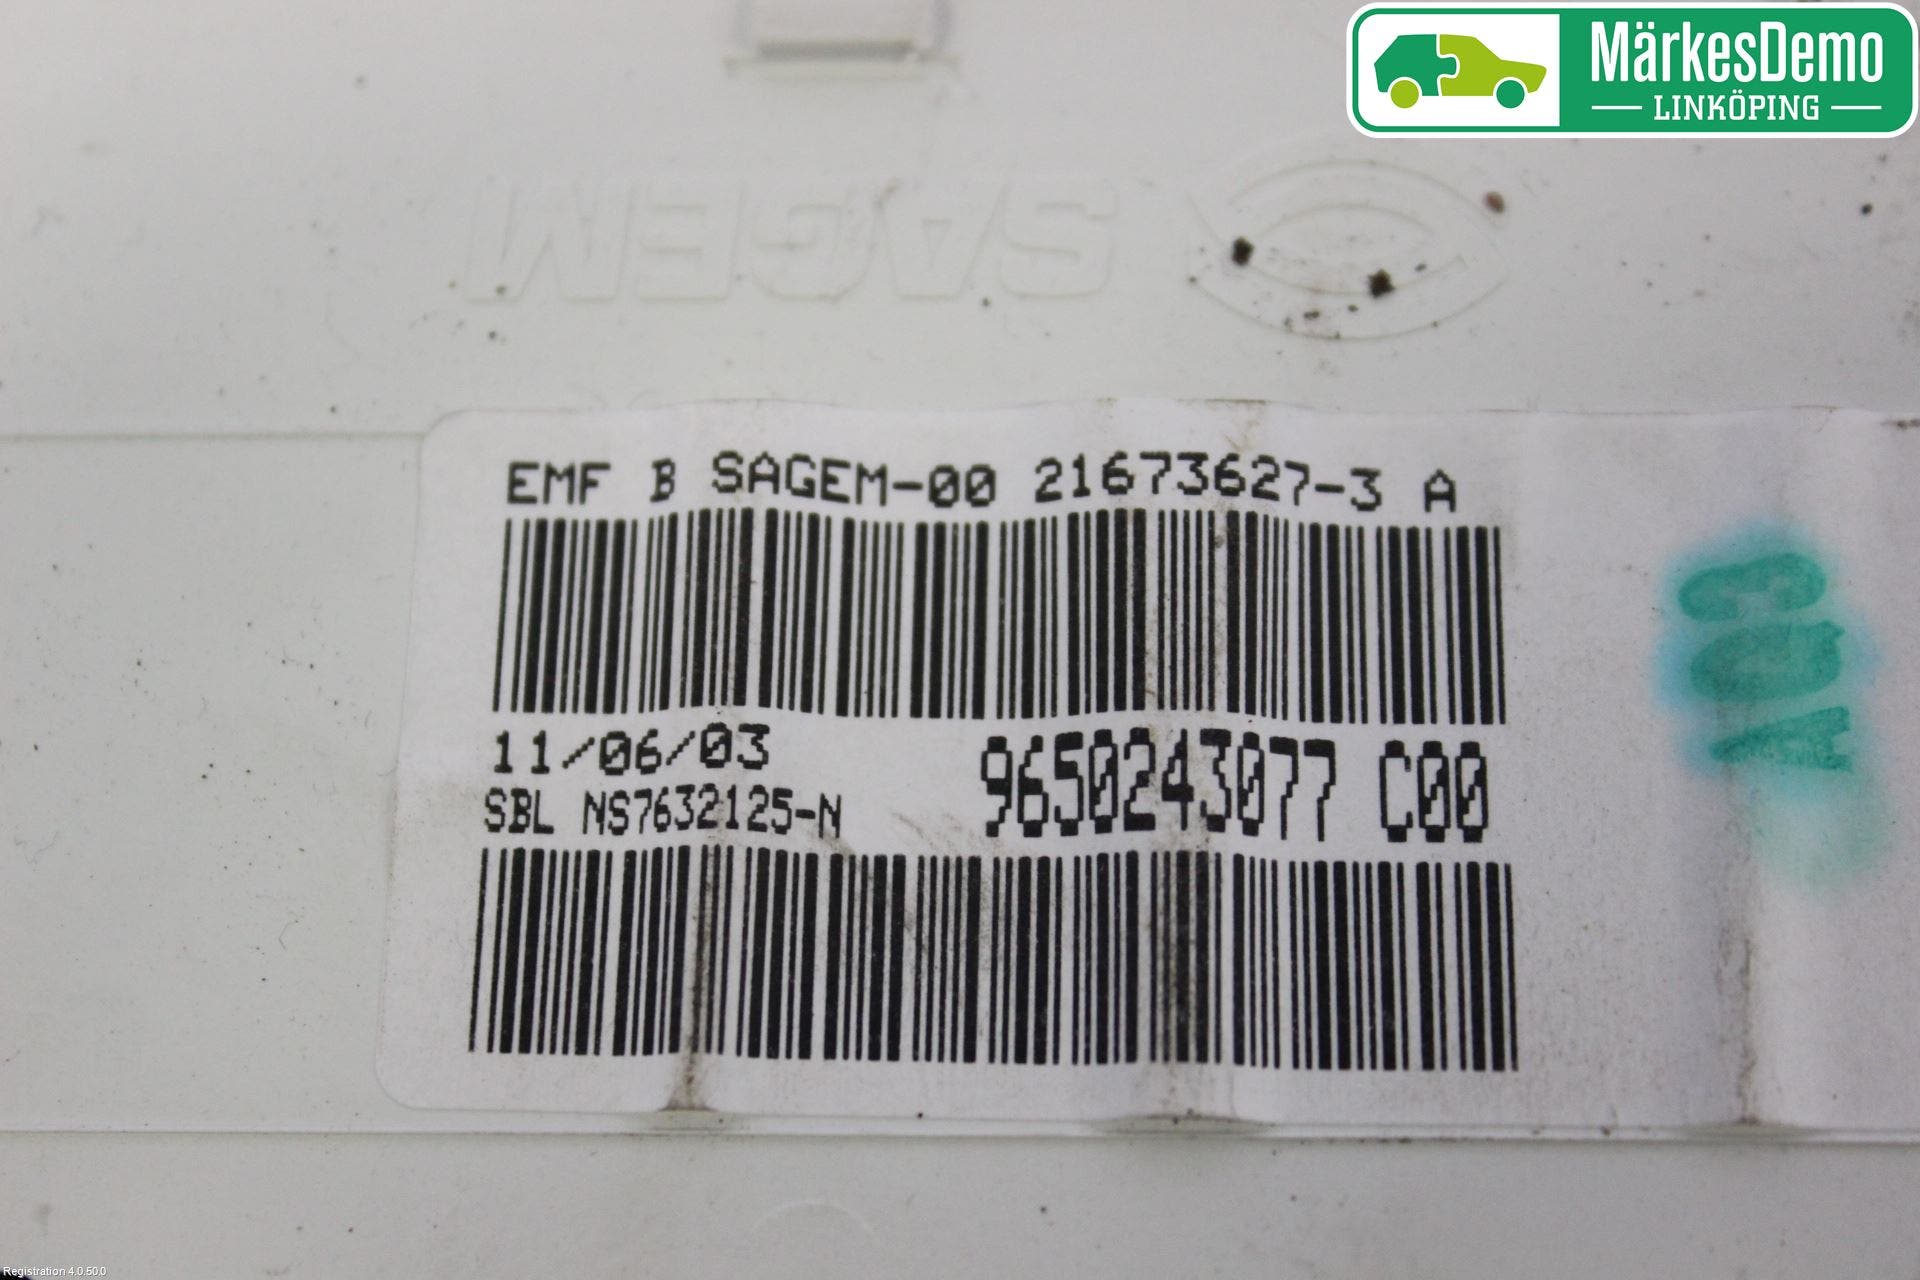 MärkesDemo
LINKÖPING
SAGEM
EMF B SAGEM-00 21673627-3 A
11/06/03
9650243077 C00
SBL NS7632125-N
Registration 4.0.50.0